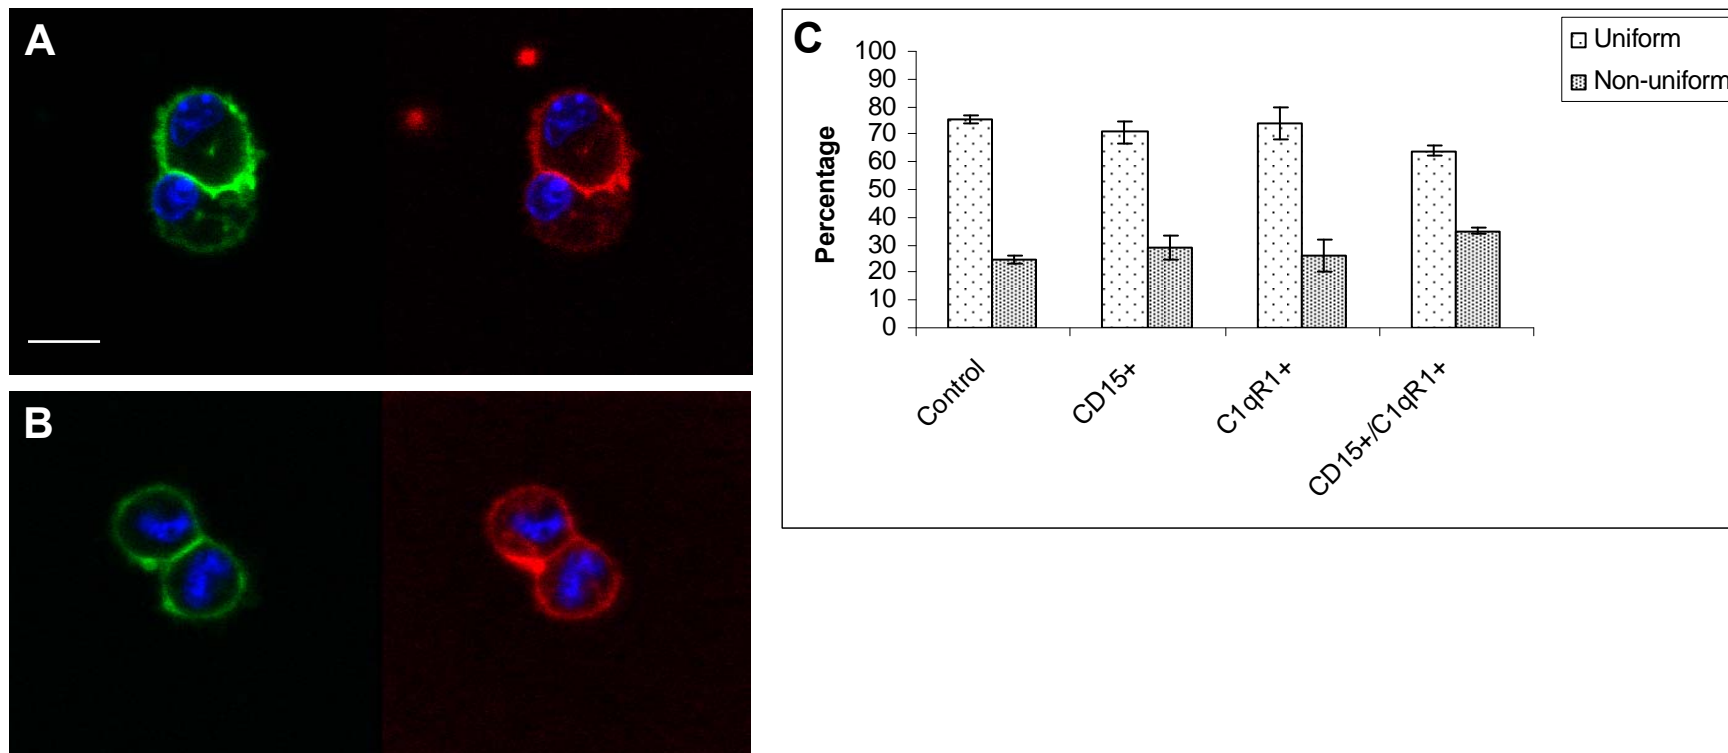 A
B
C
Uniform
Non-uniform
Percentage
100
90
80
70
60
50
40
30
20
10
0
Control
CD15+
C1qR1+
CD15+/C1qR1+